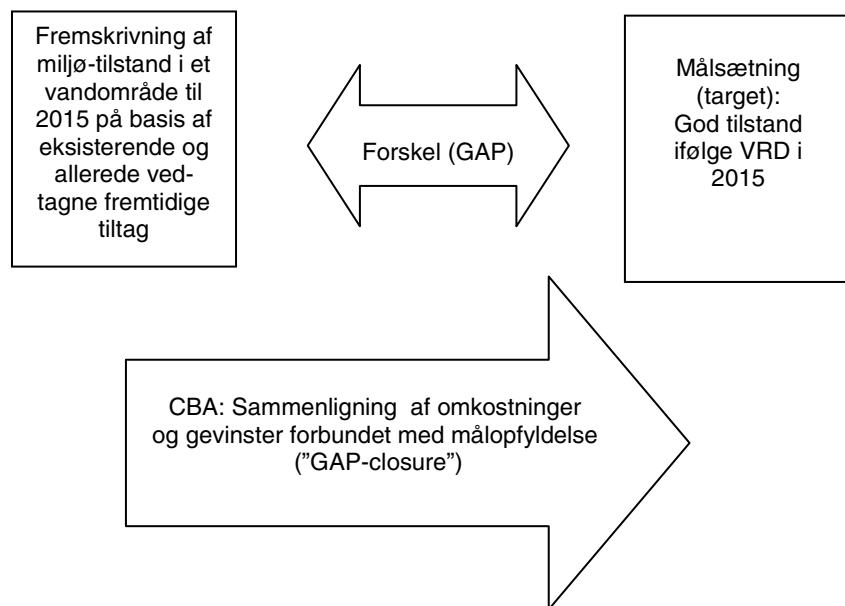 Fremskrivning af
miljø-tilstand i et
vandområde til
2015 på basis af
eksisterende og
allerede ved-
tagne fremtidige
tiltag
Forskel (GAP)
Målsætning
(target):
God tilstand
ifølge VRD i
2015
CBA: Sammenligning af omkostninger
og gevinster forbundet med målopfyldelse
(”GAP-closure”)